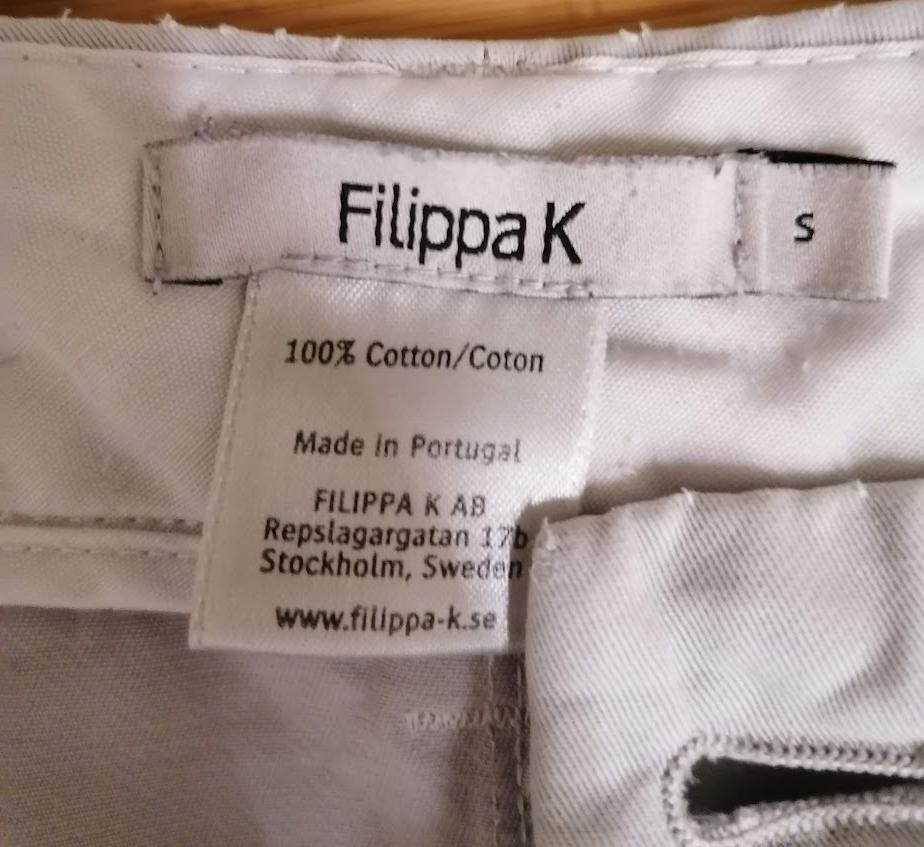 Filippa K
S
100% Cotton/Coton
Made in Portugal
FILIPPA K AB
Repslagargatan 17b
Stockholm, Sweden
www.filippa-k.se